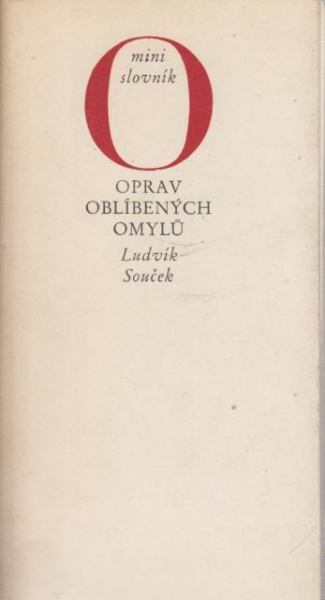 O
mini
slovník
OPRAV
OBLÍBENÝCH
OMYLŮ
Ludvík
Souček